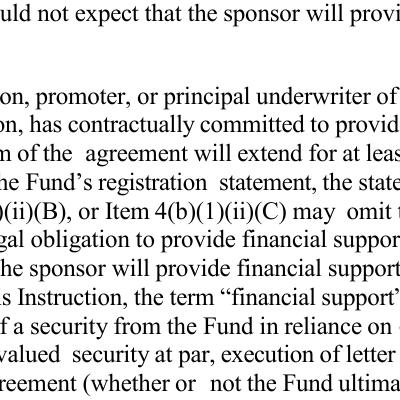 uld not expect that the sponsor will provi
on, promoter, or principal underwriter of
on, has contractually committed to provid
m of the agreement will extend for at leas
he Fund’s registration statement, the state
)(ii)(B), or Item 4(b)(1)(ii)(C) may omit t
gal obligation to provide financial suppor
he sponsor will provide financial support
is Instruction, the term “financial support”
f a security from the Fund in reliance on
valued security at par, execution of letter
reement (whether or not the Fund ultima